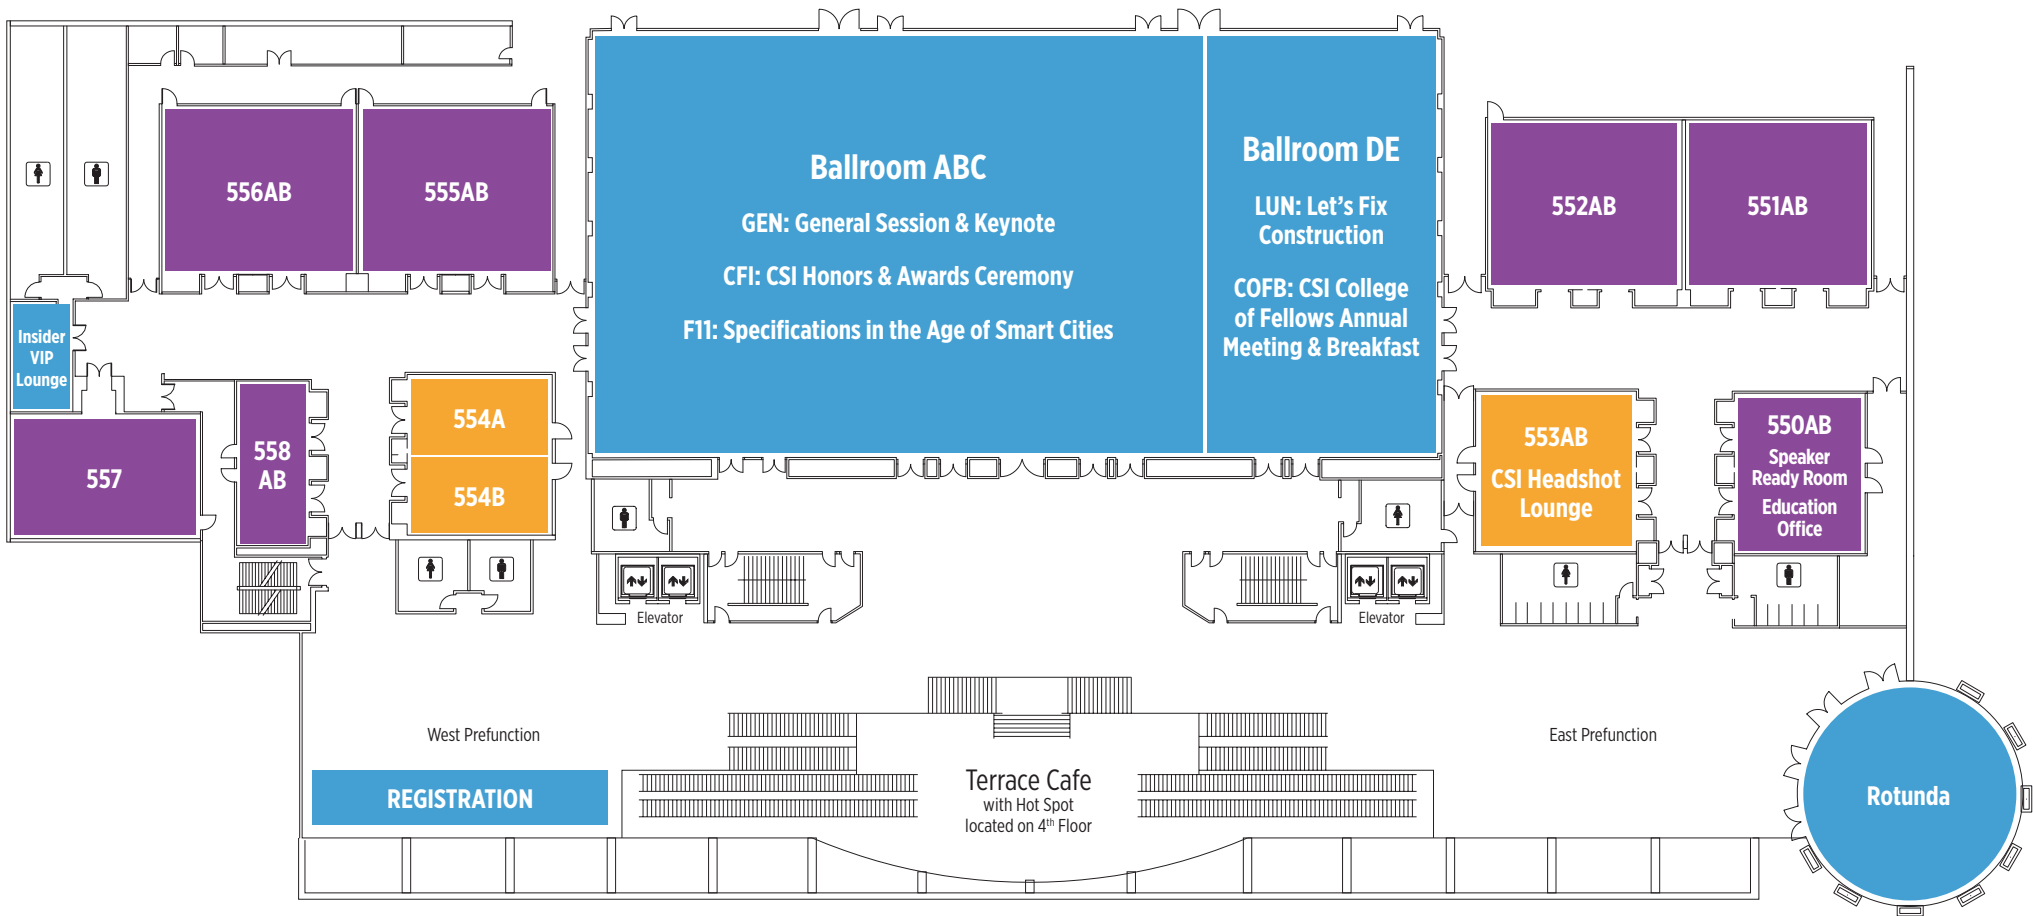 556AB
555AB
Ballroom ABC
GEN: General Session & Keynote
CFI: CSI Honors & Awards Ceremony
F11: Specifications in the Age of Smart Cities
Ballroom DE
LUN: Let’s Fix
Construction
COFB: CSI College
of Fellows Annual
Meeting & Breakfast
552AB
551AB
Insider
VIP
Lounge
557
558
AB
554A
554B
553AB
CSI Headshot
Lounge
550AB
Speaker
Ready Room
Education
Office
Elevator
Elevator
West Prefunction
East Prefunction
REGISTRATION
Terrace Cafe
with Hot Spot
located on 4th Floor
Rotunda